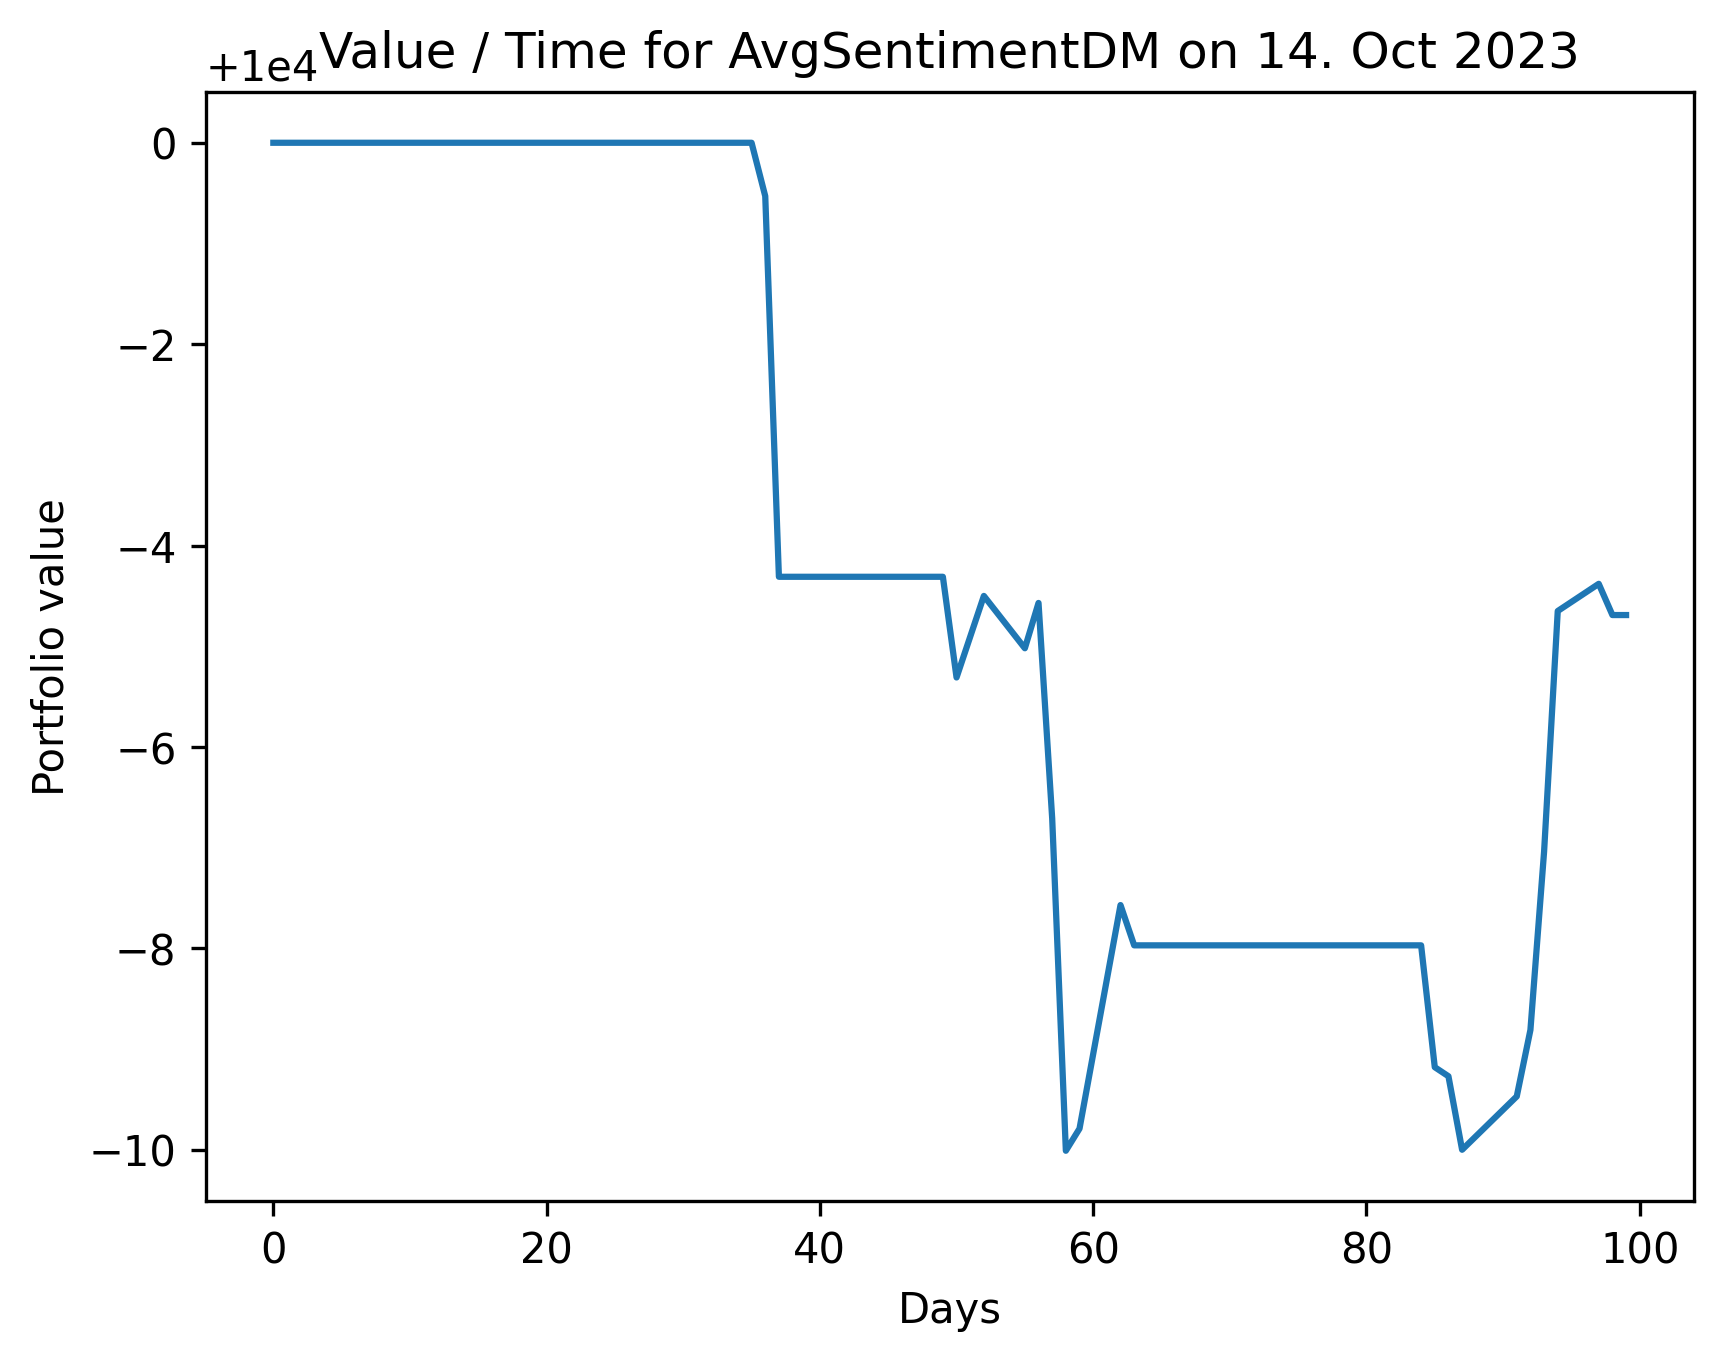 Value / Time for AvgSentimentDM on 14. Oct 2023
+1e4
0
−2
−4
−6
−8
−10
Portfolio value
0 20 40 60 80 100
Days